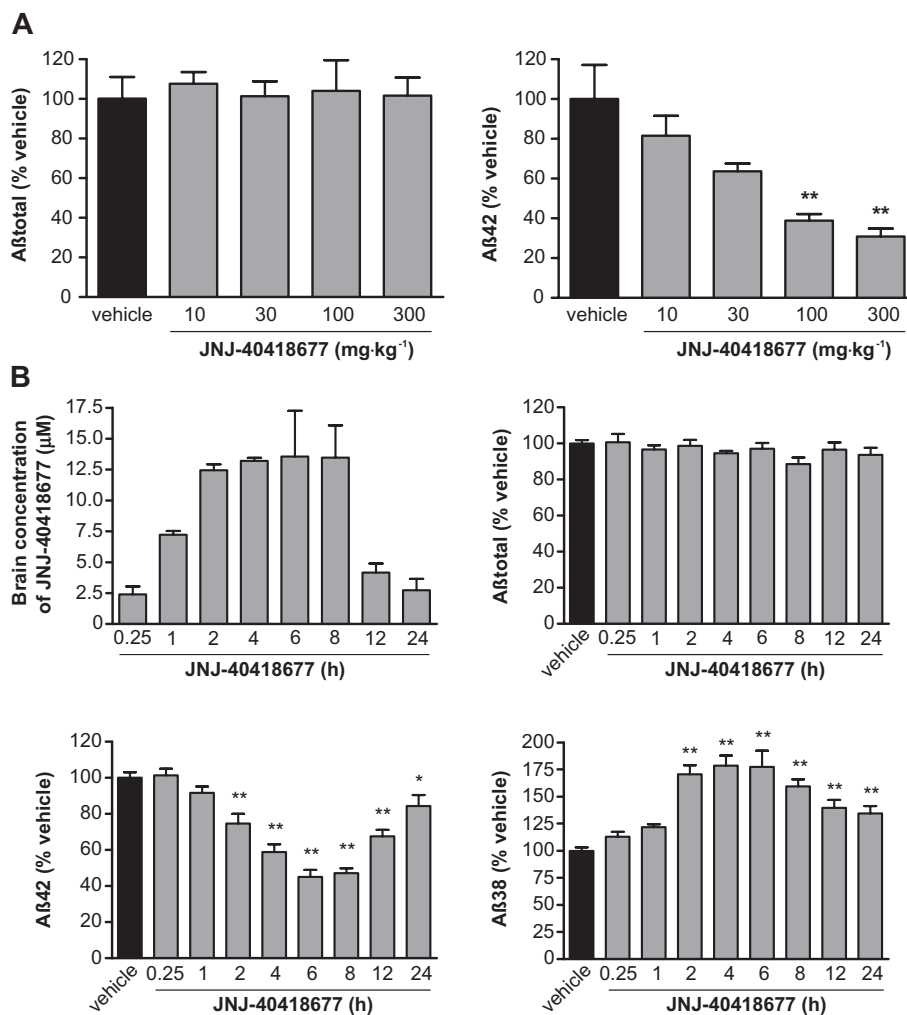 A
Aßtotal (% vehicle)
120
100
80
60
40
20
0
vehicle 10 30 100 300
JNJ-40418677 (mg·kg⁻¹)
Aß42 (% vehicle)
120
100
80
60
40
20
0
** **
vehicle 10 30 100 300
JNJ-40418677 (mg·kg⁻¹)
B
Brain concentration
of JNJ-40418677 (µM)
17.5
15.0
12.5
10.0
7.5
5.0
2.5
0
0.25 1 2 4 6 8 12 24
JNJ-40418677 (h)
Aßtotal (% vehicle)
120
100
80
60
40
20
0
vehicle 0.25 1 2 4 6 8 12 24
JNJ-40418677 (h)
Aß42 (% vehicle)
120
100
80
60
40
20
0
** ** ** ** ** *
vehicle 0.25 1 2 4 6 8 12 24
JNJ-40418677 (h)
Aß38 (% vehicle)
200
175
150
125
100
75
50
25
0
** ** ** ** ** **
vehicle 0.25 1 2 4 6 8 12 24
JNJ-40418677 (h)